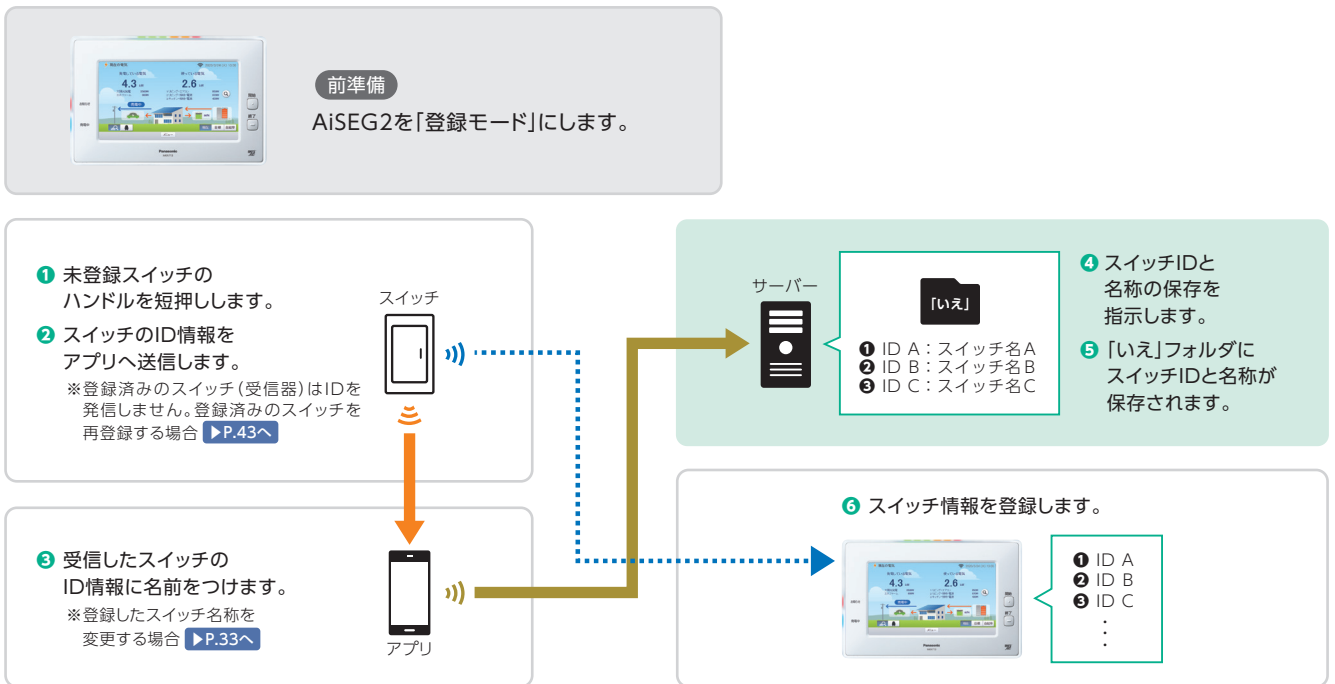 前準備
AiSEG2を「登録モード」にします。
4.3
2.6
Panasonic
❶ 未登録スイッチの
ハンドルを短押しします。
❷ スイッチのID情報を
アプリへ送信します。
※登録済みのスイッチ(受信器)はIDを
発信しません。登録済みのスイッチを
再登録する場合 ▶P.43へ
スイッチ
❸ 受信したスイッチの
ID情報に名前をつけます。
※登録したスイッチ名称を
変更する場合 ▶P.33へ
アプリ
サーバー
「いえ」
❶ ID A：スイッチ名A
❷ ID B：スイッチ名B
❸ ID C：スイッチ名C
❹ スイッチIDと
名称の保存を
指示します。
❺ 「いえ」フォルダに
スイッチIDと名称が
保存されます。
❻ スイッチ情報を登録します。
4.3
2.6
Panasonic
❶ ID A
❷ ID B
❸ ID C
・
・
・